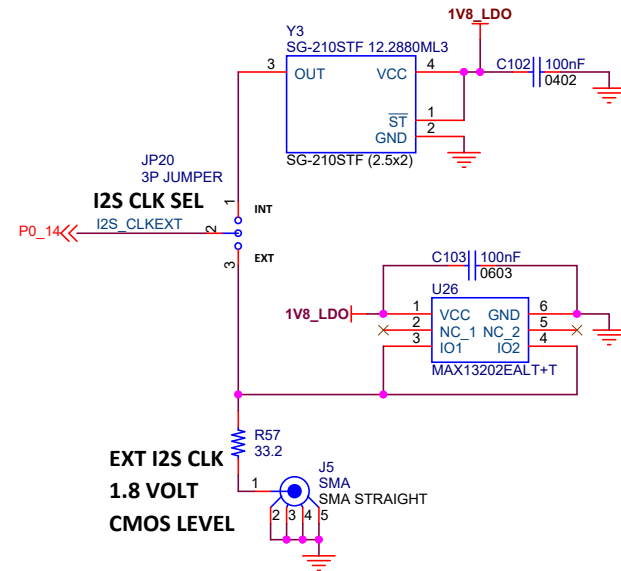 1V8_LDO
Y3
SG-210STF 12.2880ML3
3
OUT
VCC
4
C102
100nF
0402
ST
1
GND
2
SG-210STF (2.5x2)
JP20
3P JUMPER
I2S CLK SEL
1
INT
P0_14
I2S_CLKEXT
2
EXT
3
C103
100nF
0603
U26
1V8_LDO
1
VCC
GND
6
2
NC_1
NC_2
5
3
IO1
IO2
4
MAX13202EALT+T
R57
33.2
EXT I2S CLK
1.8 VOLT
CMOS LEVEL
1
J5
SMA
SMA STRAIGHT
2
3
4
5